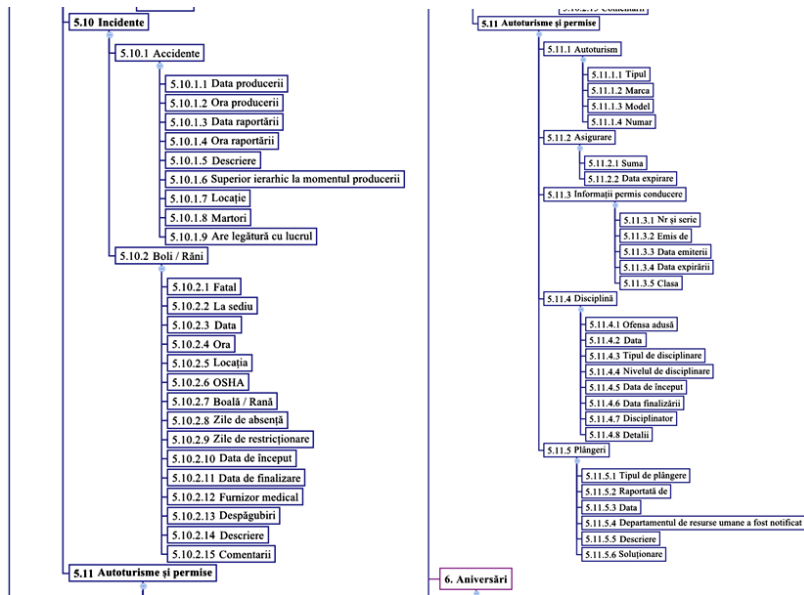 5.10 Incidente
5.10.1 Accidente
5.10.1.1 Data producerii
5.10.1.2 Ora producerii
5.10.1.3 Data raportării
5.10.1.4 Ora raportării
5.10.1.5 Descriere
5.10.1.6 Superior ierarhic la momentul producerii
5.10.1.7 Locație
5.10.1.8 Martori
5.10.1.9 Are legătură cu lucrul
5.10.2 Boli / Răni
5.10.2.1 Fatal
5.10.2.2 La sediu
5.10.2.3 Data
5.10.2.4 Ora
5.10.2.5 Locația
5.10.2.6 OSHA
5.10.2.7 Boală / Rană
5.10.2.8 Zile de absență
5.10.2.9 Zile de restricționare
5.10.2.10 Data de început
5.10.2.11 Data de finalizare
5.10.2.12 Furnizor medical
5.10.2.13 Despăgubiri
5.10.2.14 Descriere
5.10.2.15 Comentarii
5.11 Autoturisme și permise
5.10.2.15 Comentarii
5.11 Autoturisme și permise
5.11.1 Autoturism
5.11.1.1 Tipul
5.11.1.2 Marca
5.11.1.3 Model
5.11.1.4 Numar
5.11.2 Asigurare
5.11.2.1 Suma
5.11.2.2 Data expirare
5.11.3 Informații permis conducere
5.11.3.1 Nr și serie
5.11.3.2 Emis de
5.11.3.3 Data emiterii
5.11.3.4 Data expirării
5.11.3.5 Clasa
5.11.4 Disciplină
5.11.4.1 Ofensa adusă
5.11.4.2 Data
5.11.4.3 Tipul de disciplinare
5.11.4.4 Nivelul de disciplinare
5.11.4.5 Data de început
5.11.4.6 Data finalizării
5.11.4.7 Disciplinator
5.11.4.8 Detalii
5.11.5 Plângeri
5.11.5.1 Tipul de plângere
5.11.5.2 Raportată de
5.11.5.3 Data
5.11.5.4 Departamentul de resurse umane a fost notificat
5.11.5.5 Descriere
5.11.5.6 Soluționare
6. Aniversări